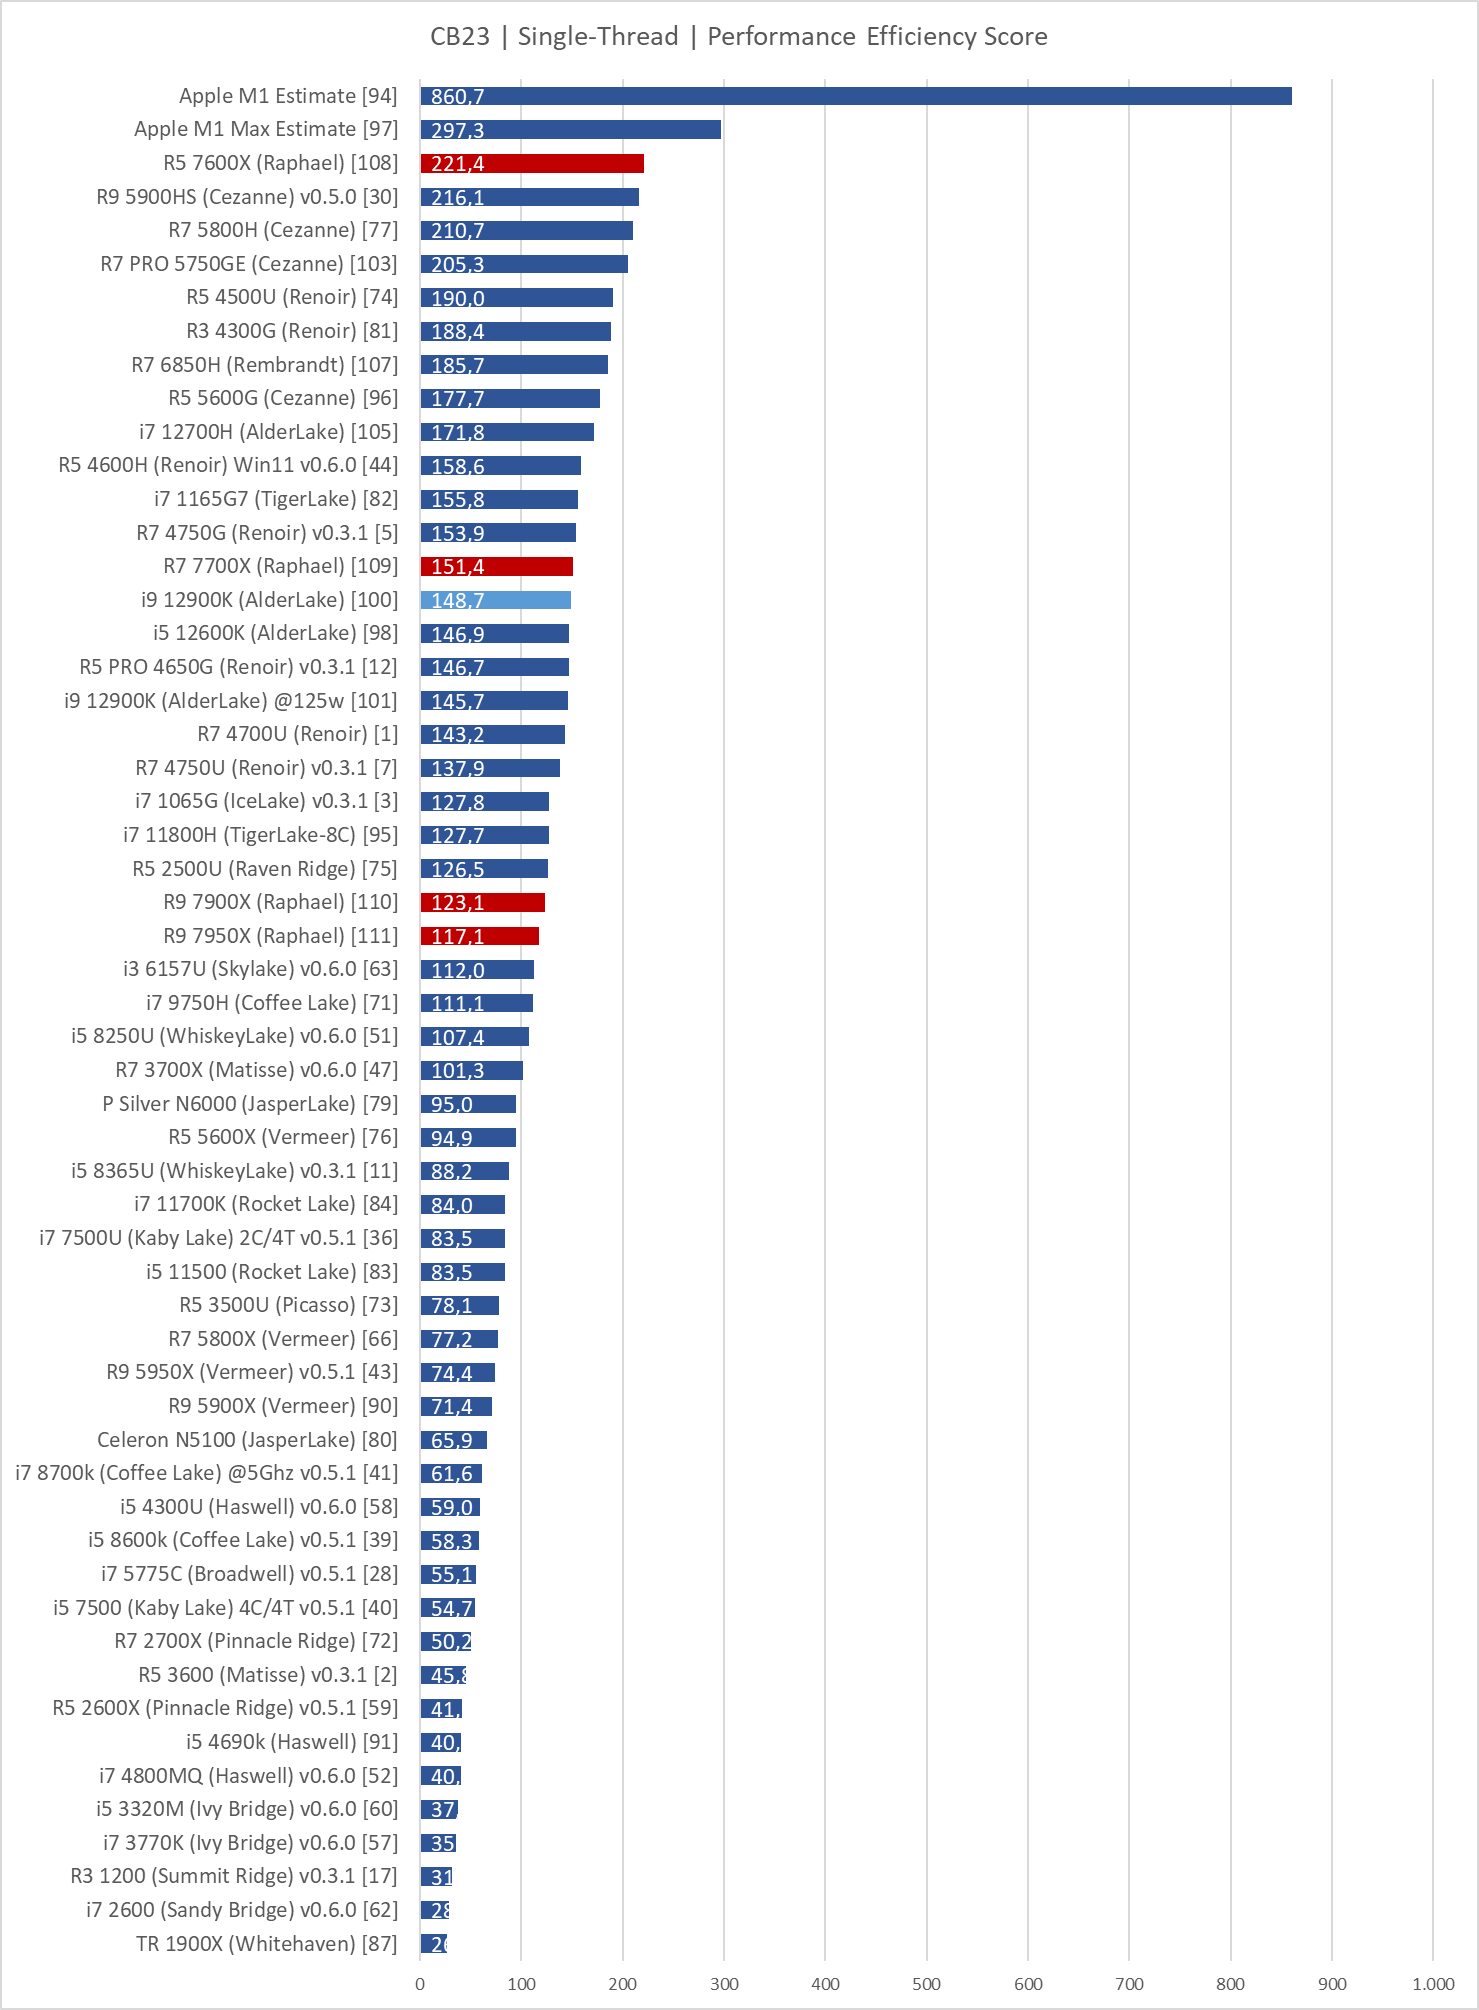 CB23 | Single-Thread | Performance Efficiency Score
Apple M1 Estimate [94] 860,7
Apple M1 Max Estimate [97] 297,3
R5 7600X (Raphael) [108] 221,4
R9 5900HS (Cezanne) v0.5.0 [30] 216,1
R7 5800H (Cezanne) [77] 210,7
R7 PRO 5750GE (Cezanne) [103] 205,3
R5 4500U (Renoir) [74] 190,0
R3 4300G (Renoir) [81] 188,4
R7 6850H (Rembrandt) [107] 185,7
R5 5600G (Cezanne) [96] 177,7
i7 12700H (AlderLake) [105] 171,8
R5 4600H (Renoir) Win11 v0.6.0 [44] 158,6
i7 1165G7 (TigerLake) [82] 155,8
R7 4750G (Renoir) v0.3.1 [5] 153,9
R7 7700X (Raphael) [109] 151,4
i9 12900K (AlderLake) [100] 148,7
i5 12600K (AlderLake) [98] 146,9
R5 PRO 4650G (Renoir) v0.3.1 [12] 146,7
i9 12900K (AlderLake) @125w [101] 145,7
R7 4700U (Renoir) [1] 143,2
R7 4750U (Renoir) v0.3.1 [7] 137,9
i7 1065G (IceLake) v0.3.1 [3] 127,8
i7 11800H (TigerLake-8C) [95] 127,7
R5 2500U (Raven Ridge) [75] 126,5
R9 7900X (Raphael) [110] 123,1
R9 7950X (Raphael) [111] 117,1
i3 6157U (Skylake) v0.6.0 [63] 112,0
i7 9750H (Coffee Lake) [71] 111,1
i5 8250U (WhiskeyLake) v0.6.0 [51] 107,4
R7 3700X (Matisse) v0.6.0 [47] 101,3
P Silver N6000 (JasperLake) [79] 95,0
R5 5600X (Vermeer) [76] 94,9
i5 8365U (WhiskeyLake) v0.3.1 [11] 88,2
i7 11700K (Rocket Lake) [84] 84,0
i7 7500U (Kaby Lake) 2C/4T v0.5.1 [36] 83,5
i5 11500 (Rocket Lake) [83] 83,5
R5 3500U (Picasso) [73] 78,1
R7 5800X (Vermeer) [66] 77,2
R9 5950X (Vermeer) v0.5.1 [43] 74,4
R9 5900X (Vermeer) [90] 71,4
Celeron N5100 (JasperLake) [80] 65,9
i7 8700k (Coffee Lake) @5Ghz v0.5.1 [41] 61,6
i5 4300U (Haswell) v0.6.0 [58] 59,0
i5 8600k (Coffee Lake) v0.5.1 [39] 58,3
i7 5775C (Broadwell) v0.5.1 [28] 55,1
i5 7500 (Kaby Lake) 4C/4T v0.5.1 [40] 54,7
R7 2700X (Pinnacle Ridge) [72] 50,2
R5 3600 (Matisse) v0.3.1 [2] 45,8
R5 2600X (Pinnacle Ridge) v0.5.1 [59] 41,
i5 4690k (Haswell) [91] 40,
i7 4800MQ (Haswell) v0.6.0 [52] 40,
i5 3320M (Ivy Bridge) v0.6.0 [60] 37
i7 3770K (Ivy Bridge) v0.6.0 [57] 35
R3 1200 (Summit Ridge) v0.3.1 [17] 31
i7 2600 (Sandy Bridge) v0.6.0 [62] 28
TR 1900X (Whitehaven) [87] 26
0 100 200 300 400 500 600 700 800 900 1.000